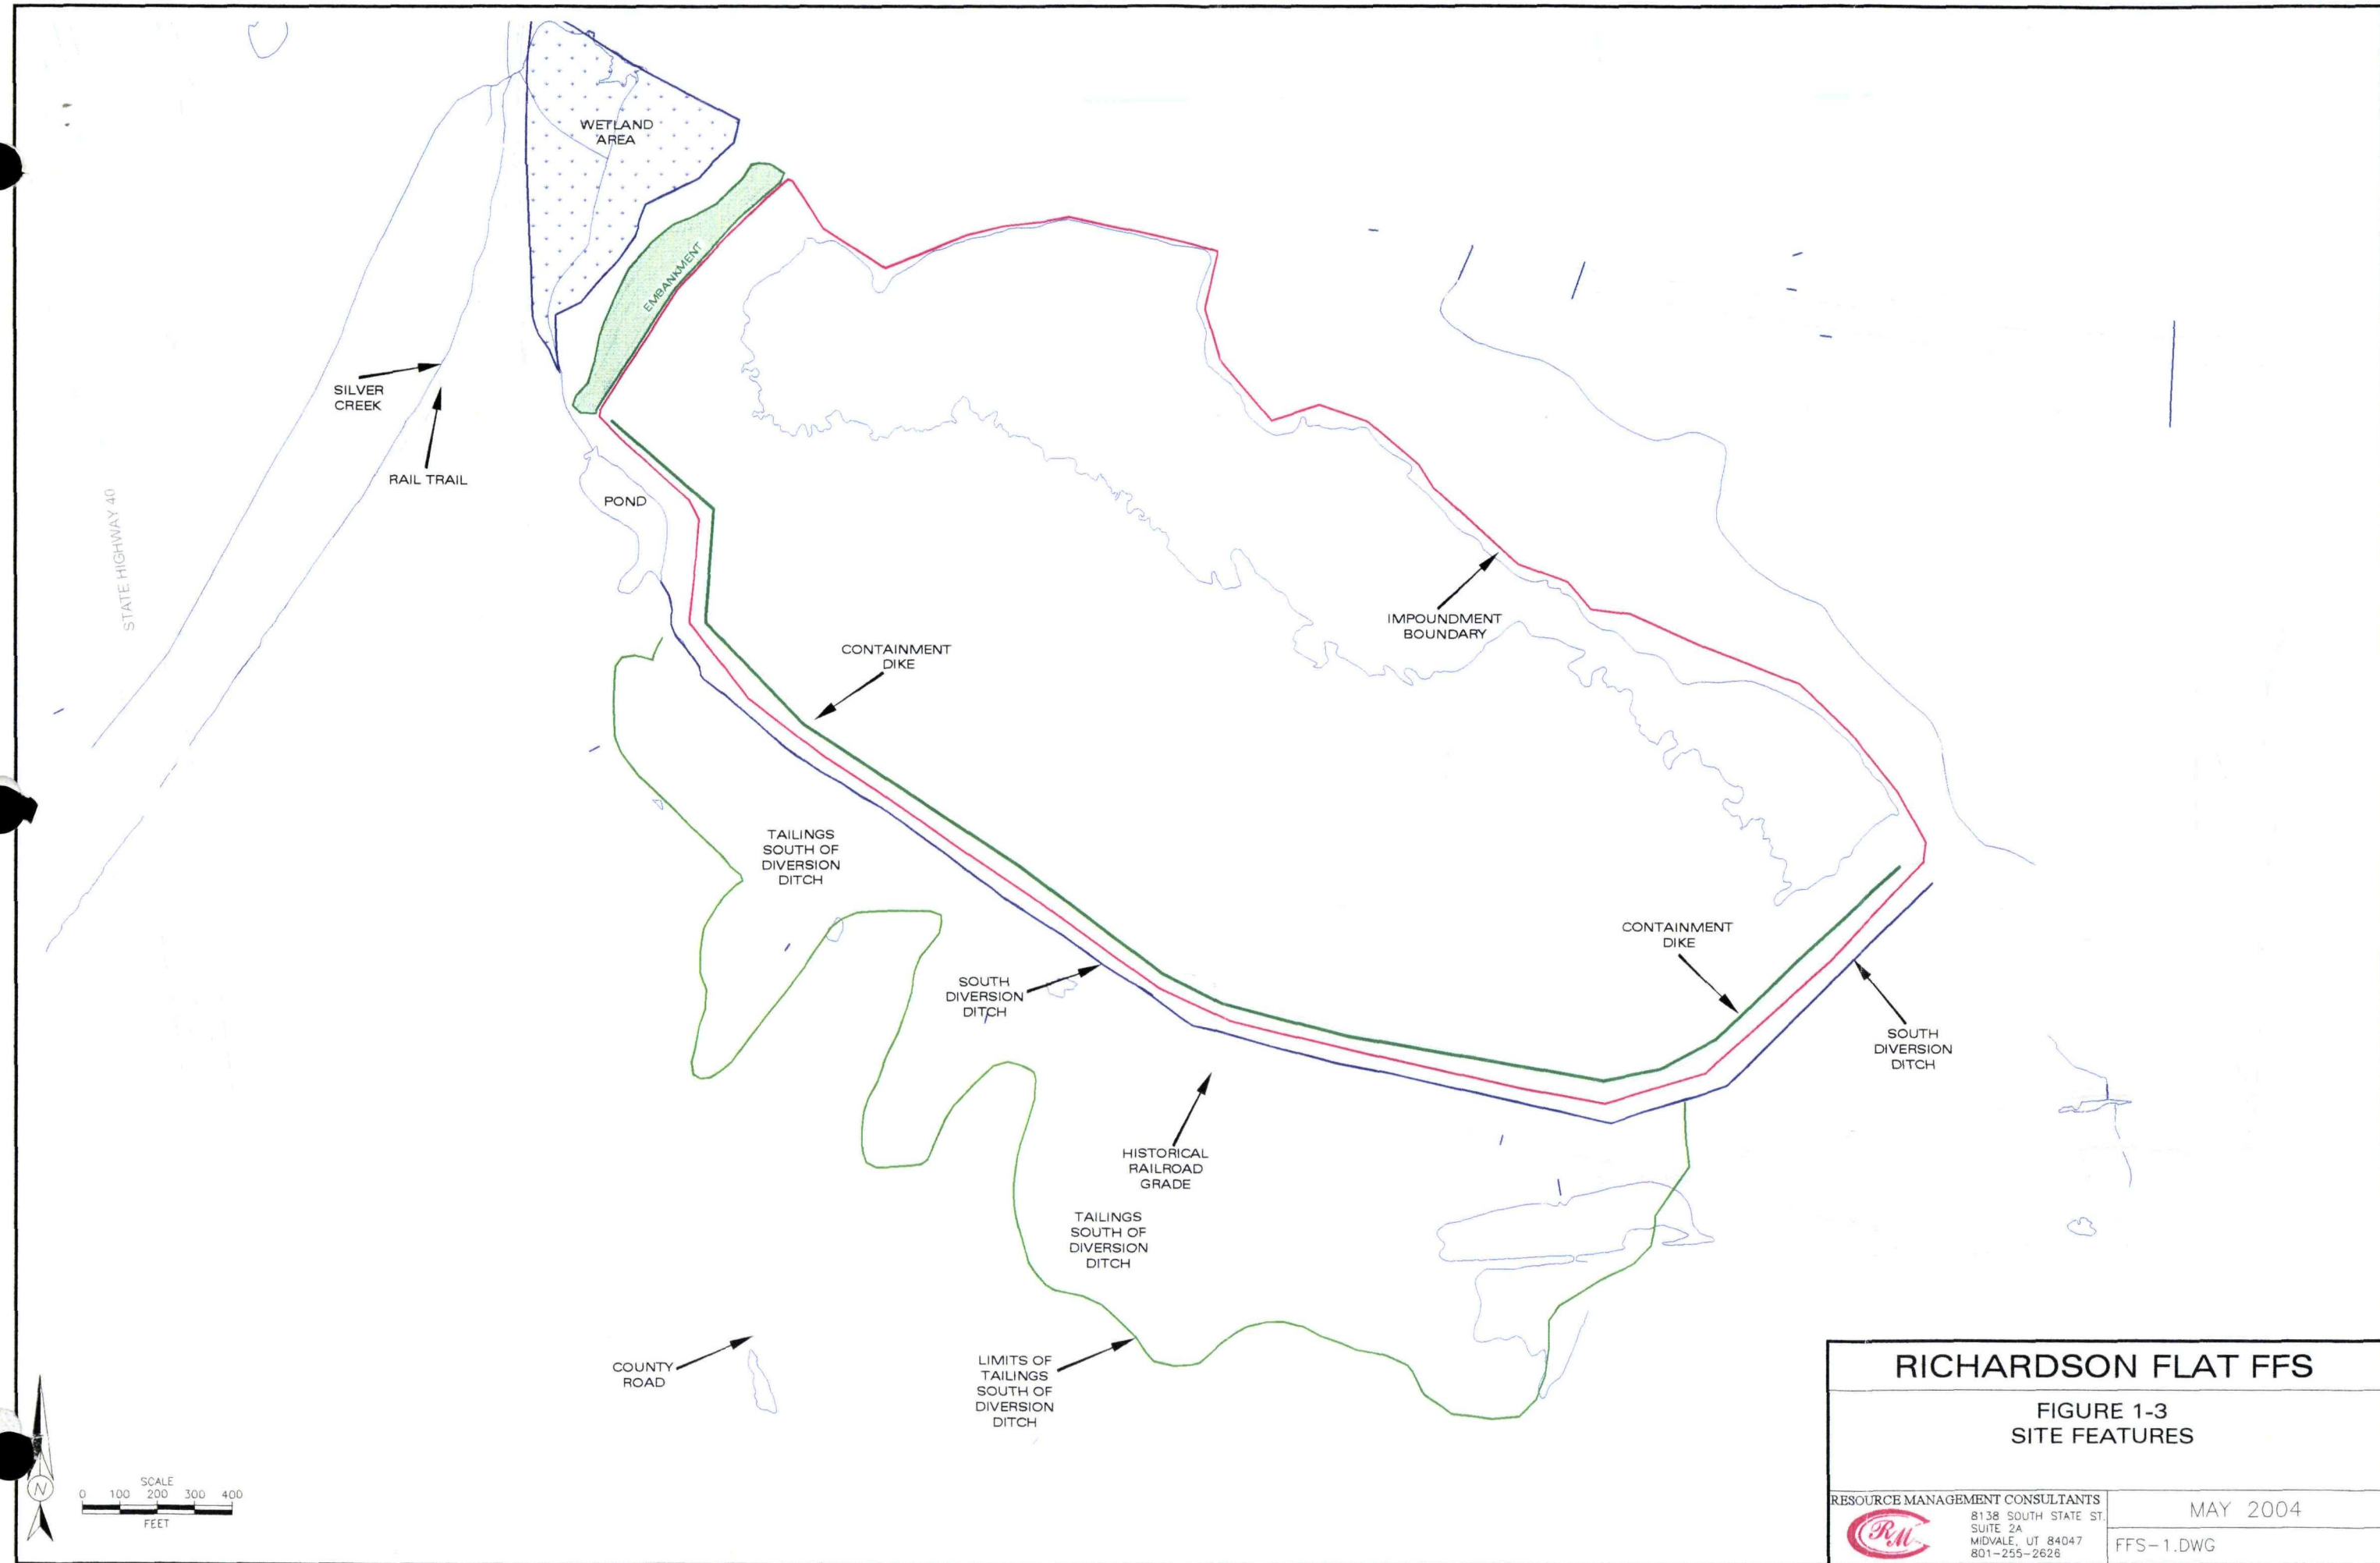 WETLAND
AREA
EMBANKMENT
SILVER
CREEK
RAIL TRAIL
STATE HIGHWAY 40
POND
IMPOUNDMENT
BOUNDARY
CONTAINMENT
DIKE
TAILINGS
SOUTH OF
DIVERSION
DITCH
CONTAINMENT
DIKE
SOUTH
DIVERSION
DITCH
SOUTH
DIVERSION
DITCH
HISTORICAL
RAILROAD
GRADE
TAILINGS
SOUTH OF
DIVERSION
DITCH
COUNTY
ROAD
LIMITS OF
TAILINGS
SOUTH OF
DIVERSION
DITCH
N
SCALE
0 100 200 300 400
FEET
RICHARDSON FLAT FFS
FIGURE 1-3
SITE FEATURES
RESOURCE MANAGEMENT CONSULTANTS
RMC
8138 SOUTH STATE ST.
SUITE 2A
MIDVALE, UT 84047
801-255-2626
MAY 2004
FFS-1.DWG